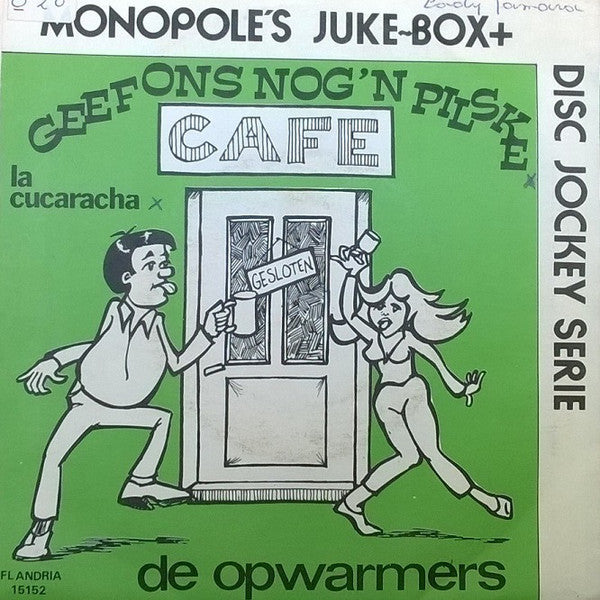 MONOPOLE'S JUKE-BOX+
DISC JOCKEY SERIE
GEEF ONS NOG 'N PILSKE
CAFE
la
cucaracha x
x
GESLOTEN
FLANDRIA
15152
de opwarmers